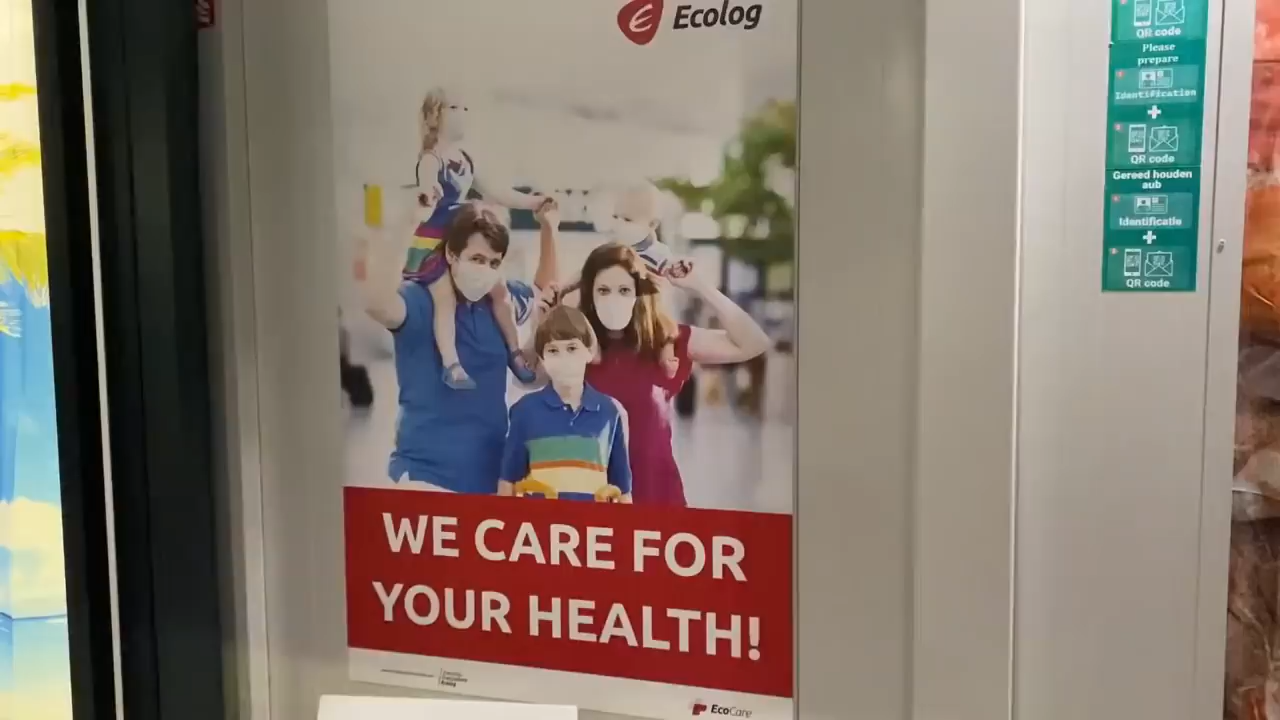 Ecolog
WE CARE FOR
YOUR HEALTH!
EcoCare
QR code
Please
prepare
Identification
+
QR code
Gereed houden
aub
Identificatie
+
QR code